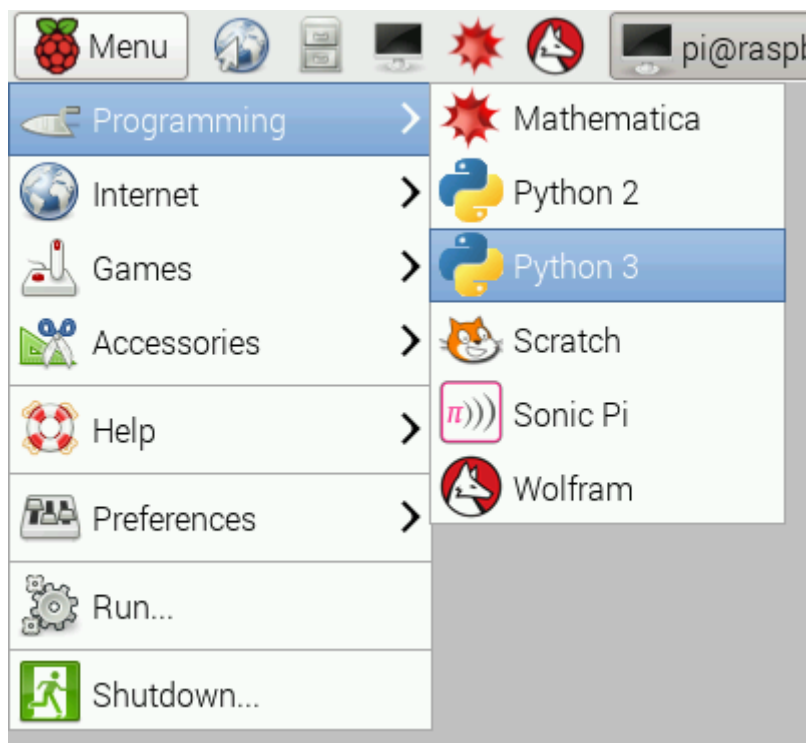 Menu
pi@raspb
Programming
Internet
Games
Accessories
Help
Preferences
Run...
Shutdown...
Mathematica
Python 2
Python 3
Scratch
π)))
Sonic Pi
Wolfram